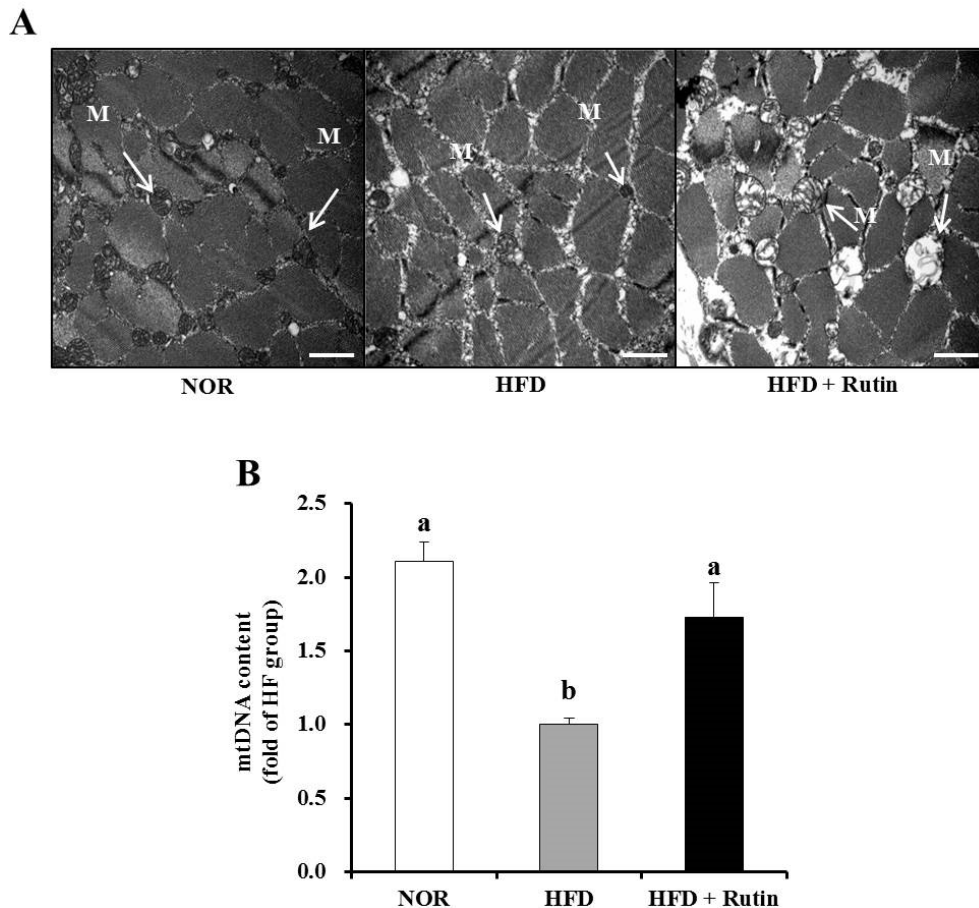 A
M
M
M
M
M
M
NOR
HFD
HFD + Rutin
B
mtDNA content
(fold of HF group)
2.5
2.0
1.5
1.0
0.5
0.0
a
b
a
NOR
HFD
HFD + Rutin